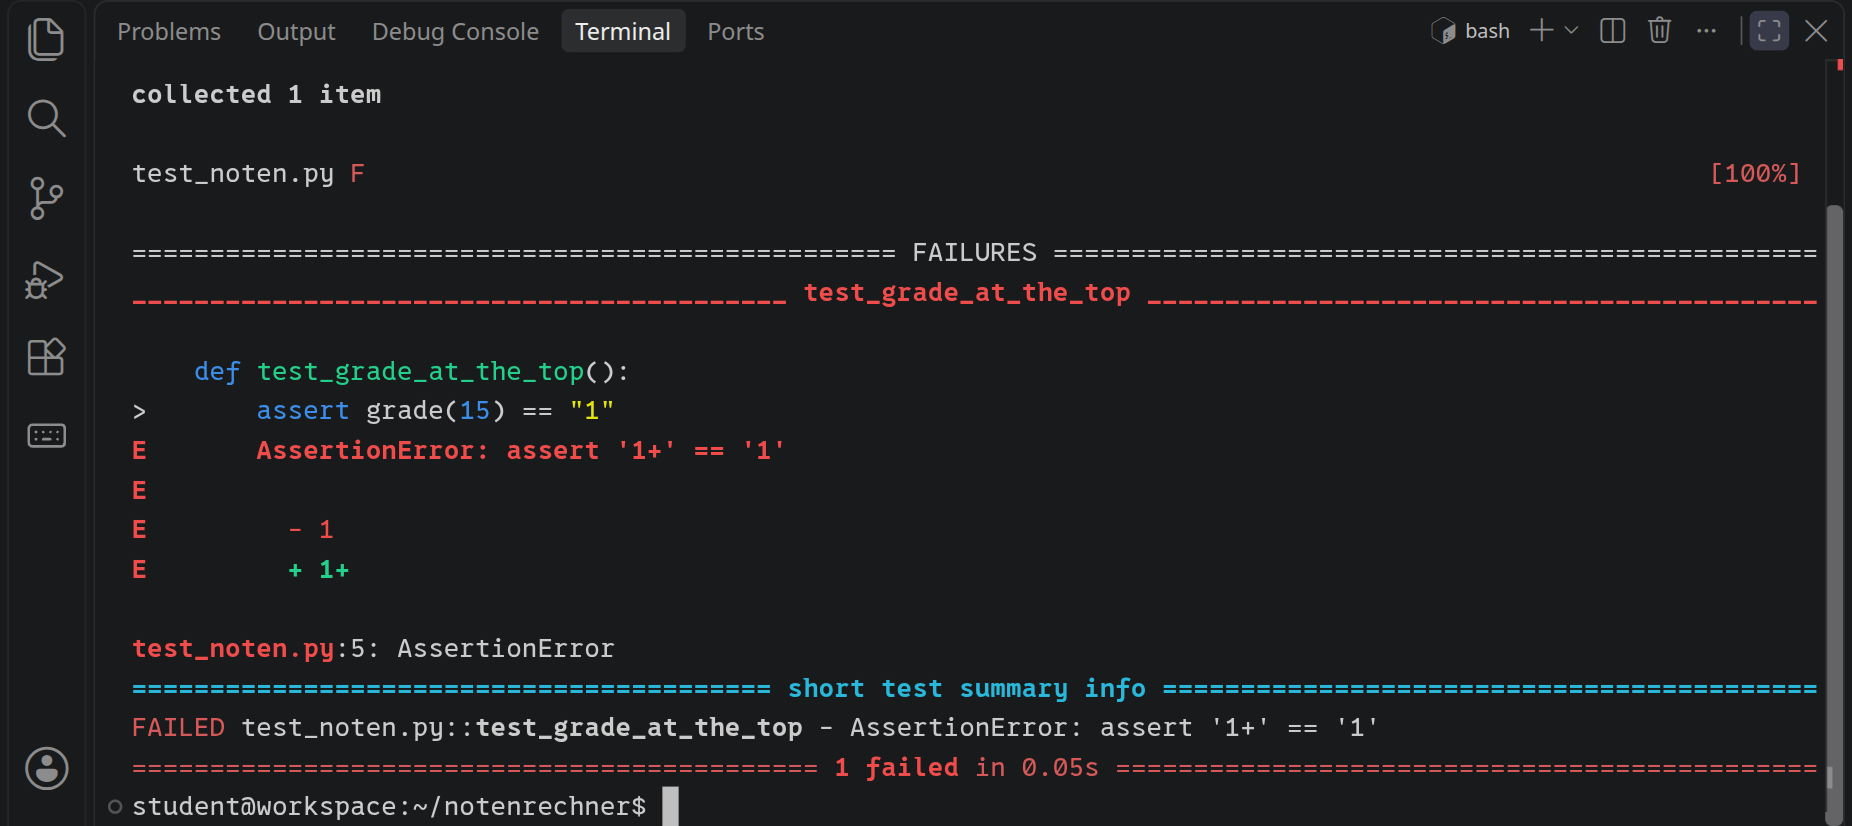 Problems Output Debug Console Terminal Ports bash
collected 1 item
test_noten.py F [100%]
================================================= FAILURES =================================================
__________________________________________ test_grade_at_the_top ___________________________________________
def test_grade_at_the_top():
> assert grade(15) == "1"
E AssertionError: assert '1+' == '1'
E
E - 1
E + 1+
test_noten.py:5: AssertionError
========================================= short test summary info ==========================================
FAILED test_noten.py::test_grade_at_the_top - AssertionError: assert '1+' == '1'
============================================ 1 failed in 0.05s =============================================
student@workspace:~/notenrechner$